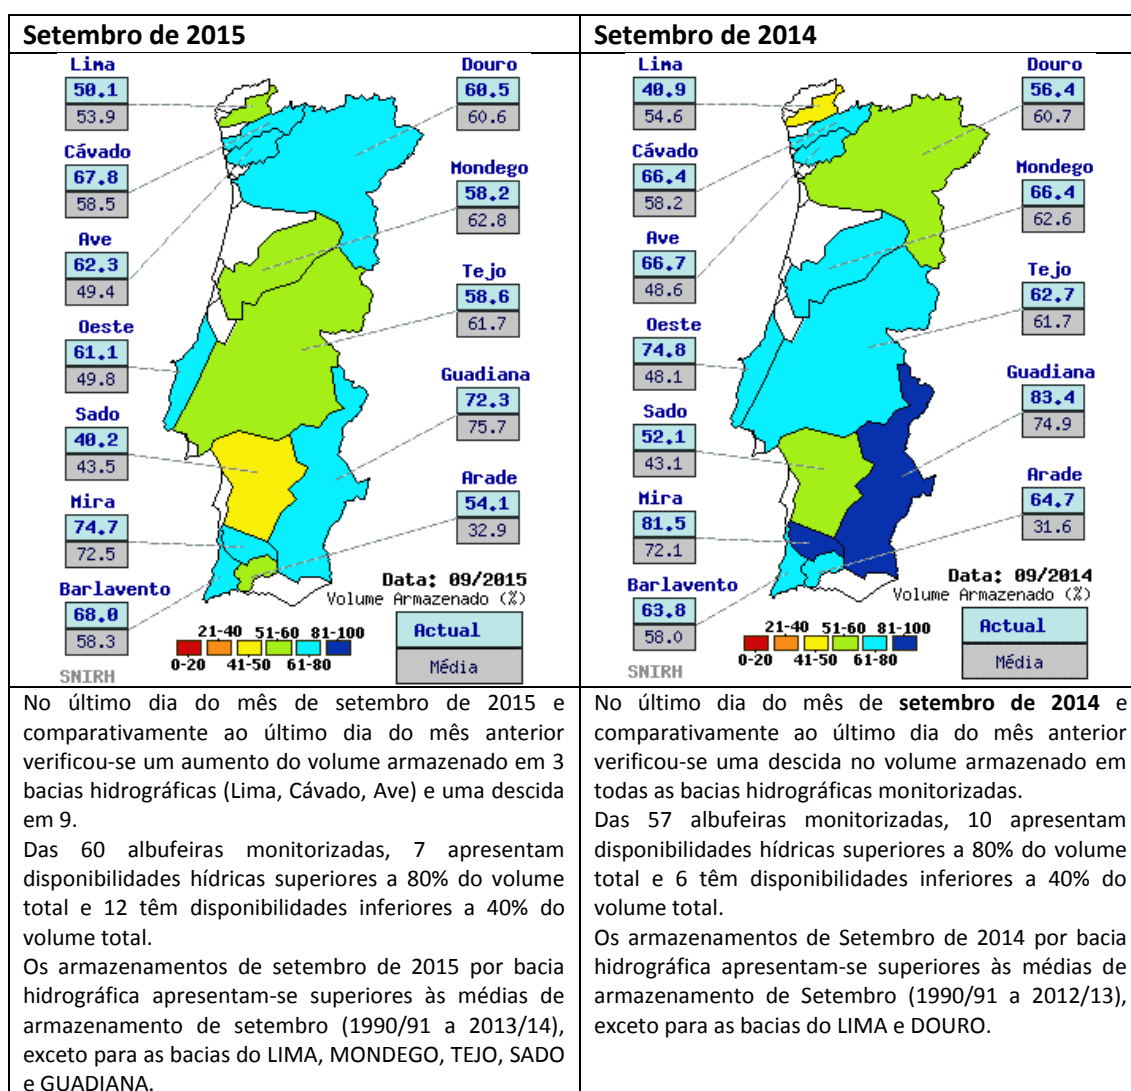 Setembro de 2015
Lima
50.1
53.9
Douro
60.5
60.6
Cávado
67.8
58.5
Mondego
58.2
62.8
Ave
62.3
49.4
Tejo
58.6
61.7
Oeste
61.1
49.8
Guadiana
72.3
75.7
Sado
40.2
43.5
Arade
54.1
32.9
Mira
74.7
72.5
Barlavento
68.0
58.3
Data: 09/2015
Volume Armazenado (%)
21-40 51-60 81-100
0-20 41-50 61-80
Actual
Média
SNIRH
No último dia do mês de setembro de 2015 e
comparativamente ao último dia do mês anterior
verificou-se um aumento do volume armazenado em 3
bacias hidrográficas (Lima, Cávado, Ave) e uma descida
em 9.
Das 60 albufeiras monitorizadas, 7 apresentam
disponibilidades hídricas superiores a 80% do volume
total e 12 têm disponibilidades inferiores a 40% do
volume total.
Os armazenamentos de setembro de 2015 por bacia
hidrográfica apresentam-se superiores às médias de
armazenamento de setembro (1990/91 a 2013/14),
exceto para as bacias do LIMA, MONDEGO, TEJO, SADO
e GUADIANA.
Setembro de 2014
Lima
40.9
54.6
Douro
56.4
60.7
Cávado
66.4
58.2
Mondego
66.4
62.6
Ave
66.7
48.6
Tejo
62.7
61.7
Oeste
74.8
48.1
Guadiana
83.4
74.9
Sado
52.1
43.1
Arade
64.7
31.6
Mira
81.5
72.1
Barlavento
63.8
58.0
Data: 09/2014
Volume Armazenado (%)
21-40 51-60 81-100
0-20 41-50 61-80
Actual
Média
SNIRH
No último dia do mês de setembro de 2014 e
comparativamente ao último dia do mês anterior
verificou-se uma descida no volume armazenado em
todas as bacias hidrográficas monitorizadas.
Das 57 albufeiras monitorizadas, 10 apresentam
disponibilidades hídricas superiores a 80% do volume
total e 6 têm disponibilidades inferiores a 40% do
volume total.
Os armazenamentos de Setembro de 2014 por bacia
hidrográfica apresentam-se superiores às médias de
armazenamento de Setembro (1990/91 a 2012/13),
exceto para as bacias do LIMA e DOURO.